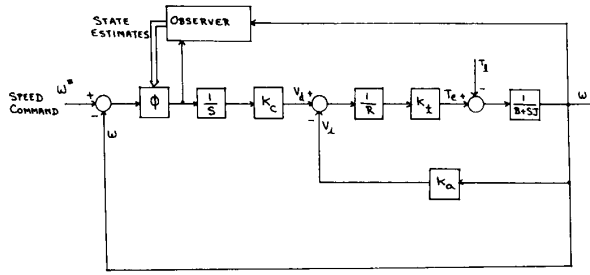 STATE
ESTIMATES
OBSERVER
SPEED
COMMAND
ω*
+
-
ω
φ
1/S
K_C
V_d +
-
V_i
1/R
K_t
T_e +
T_l
-
1/(B+SJ)
ω
K_a